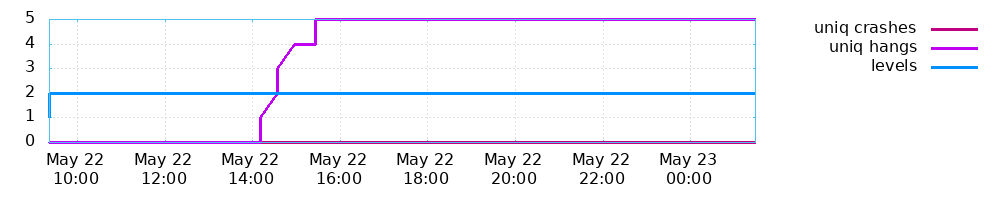 5
4
3
2
1
0
May 22 May 22 May 22 May 22 May 22 May 22 May 22 May 23
10:00 12:00 14:00 16:00 18:00 20:00 22:00 00:00
uniq crashes
uniq hangs
levels